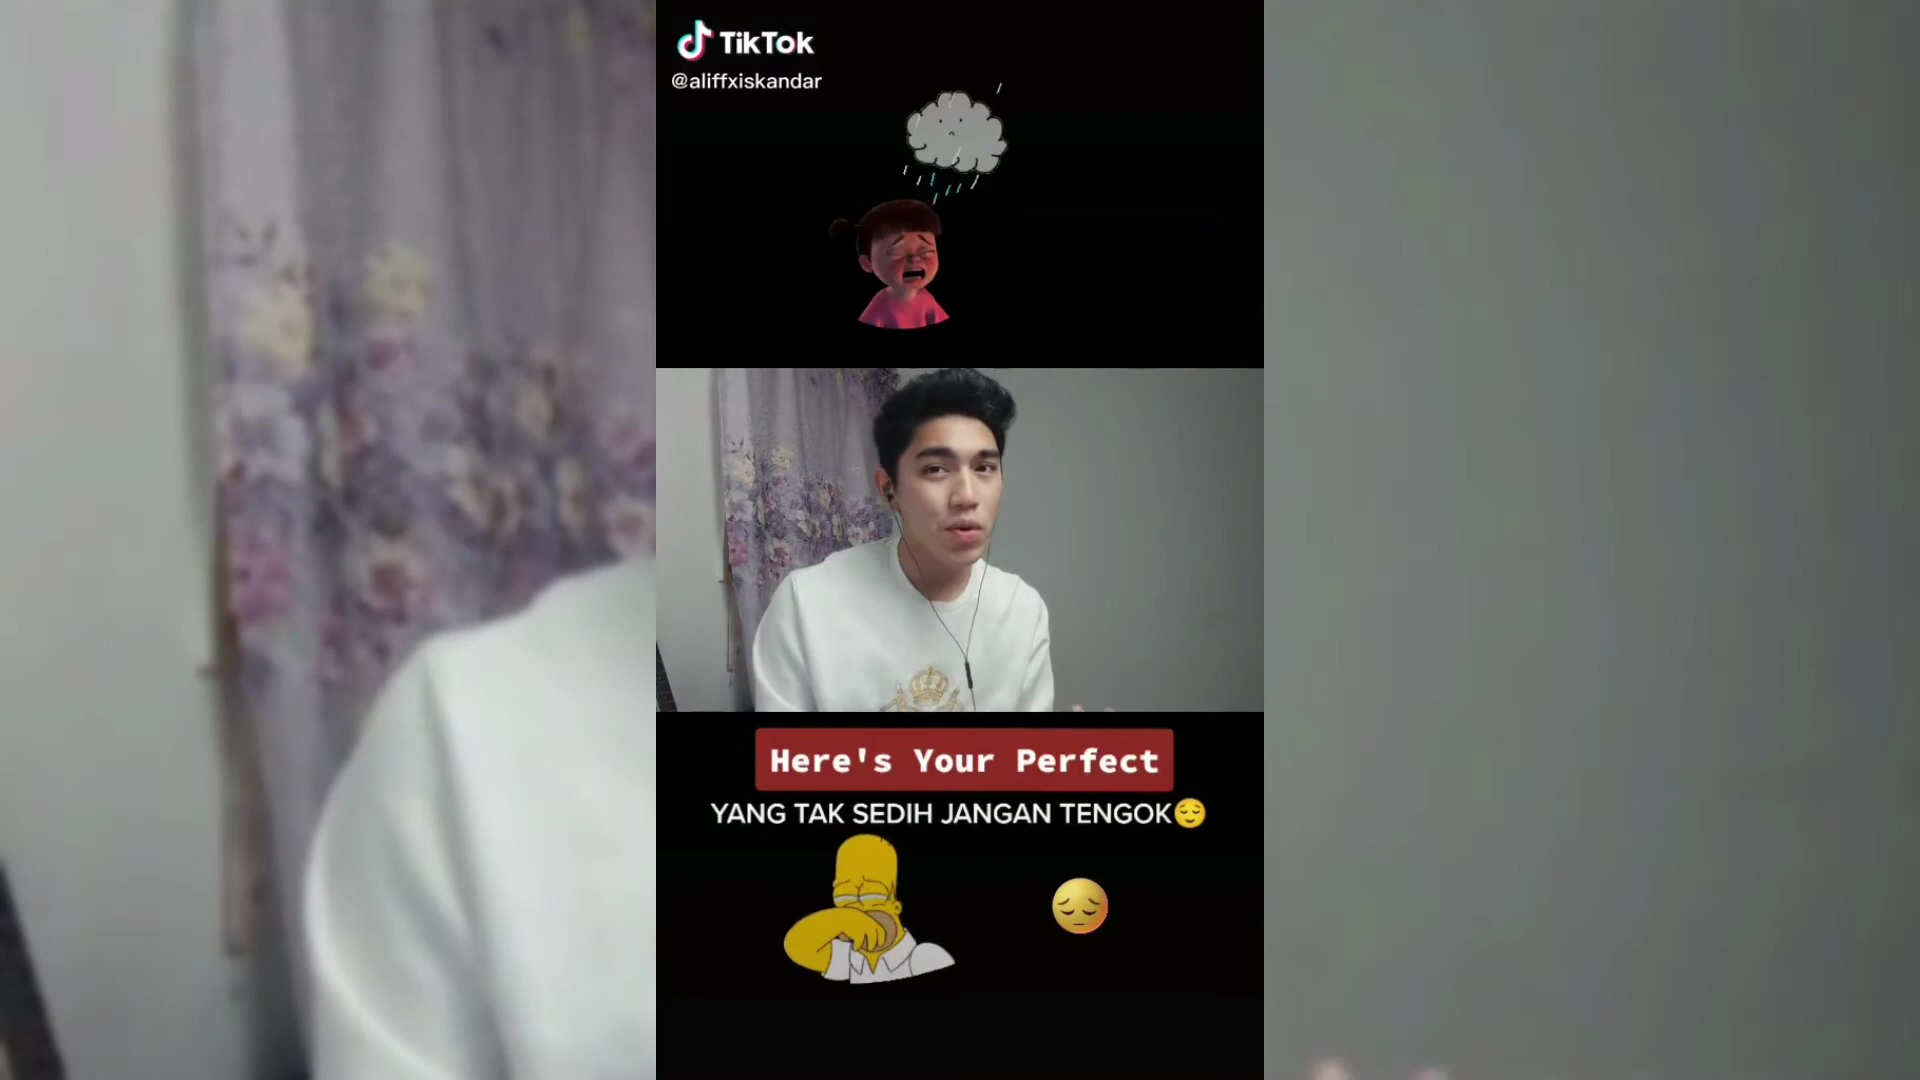 TikTok
@aliffxiskandar
Here's Your Perfect
YANG TAK SEDIH JANGAN TENGOK😌